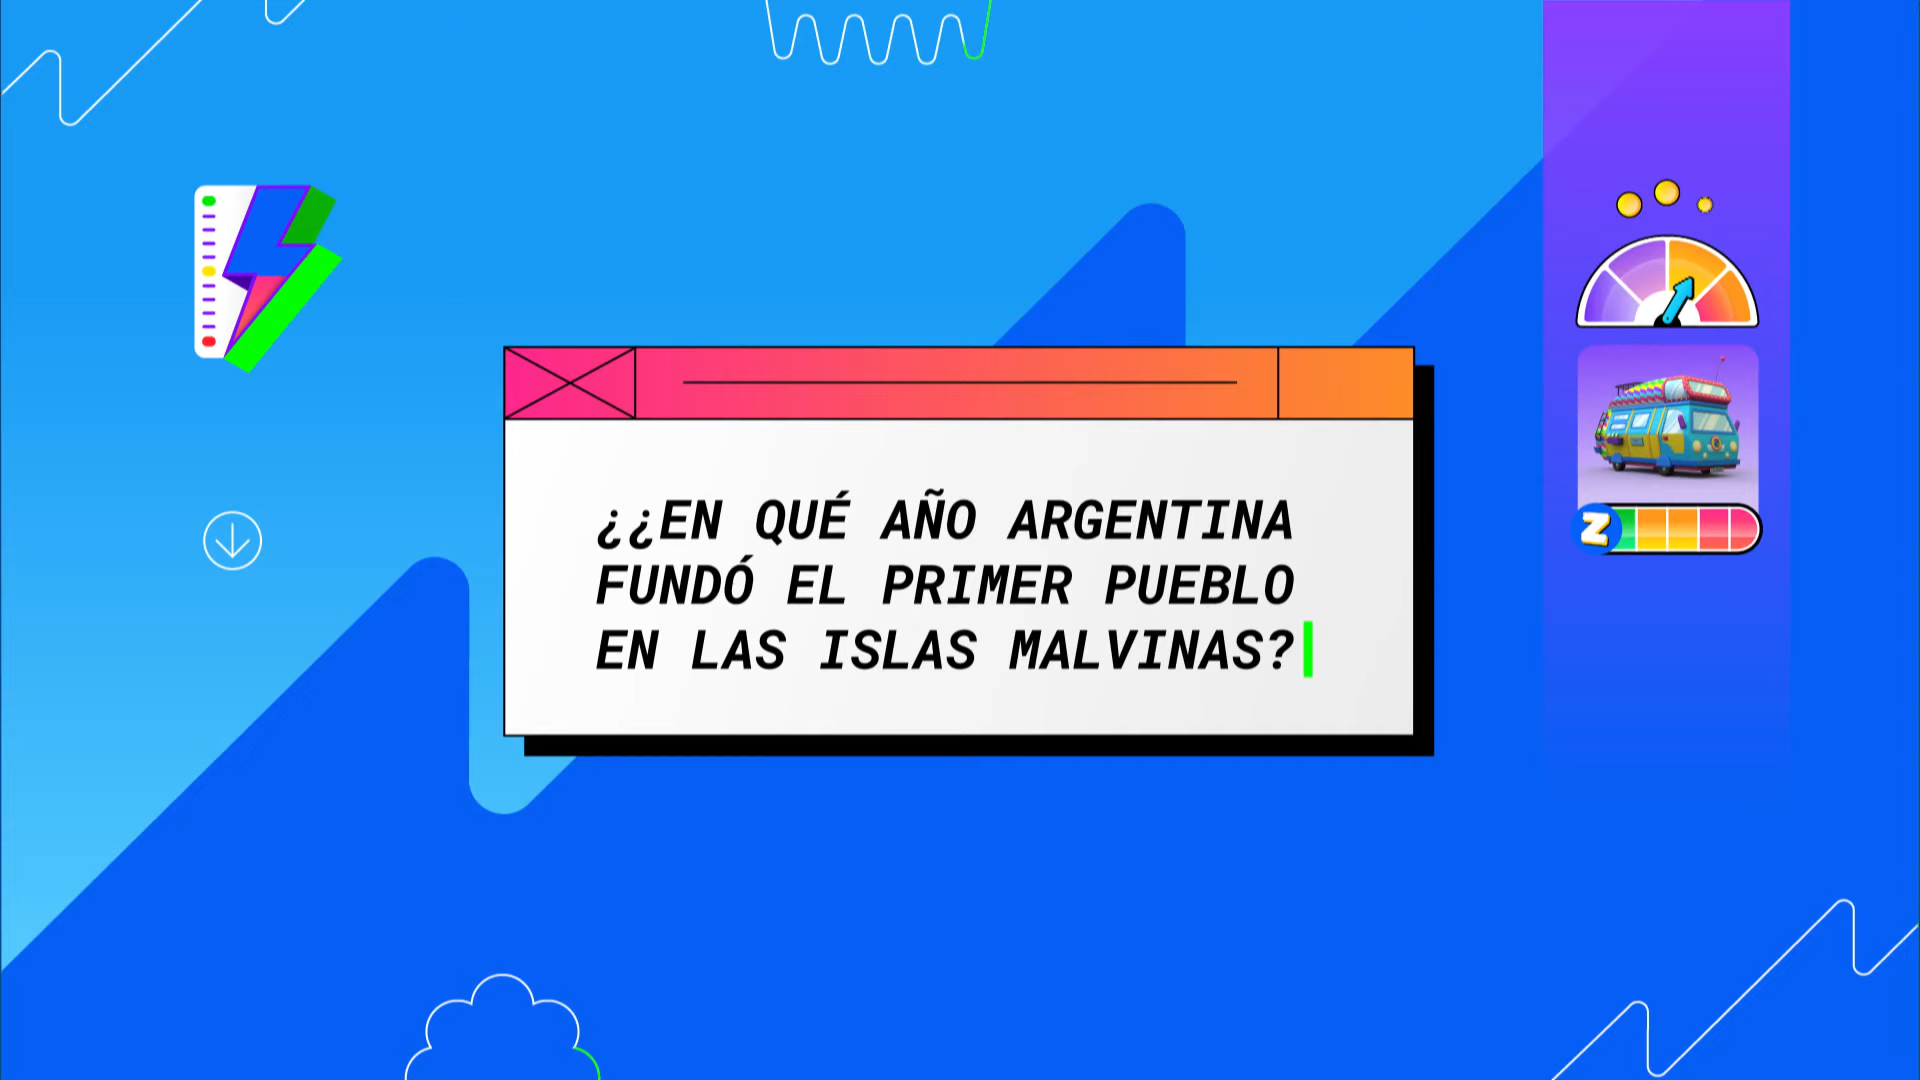 ¿¿EN QUÉ AÑO ARGENTINA
FUNDÓ EL PRIMER PUEBLO
EN LAS ISLAS MALVINAS?
Z